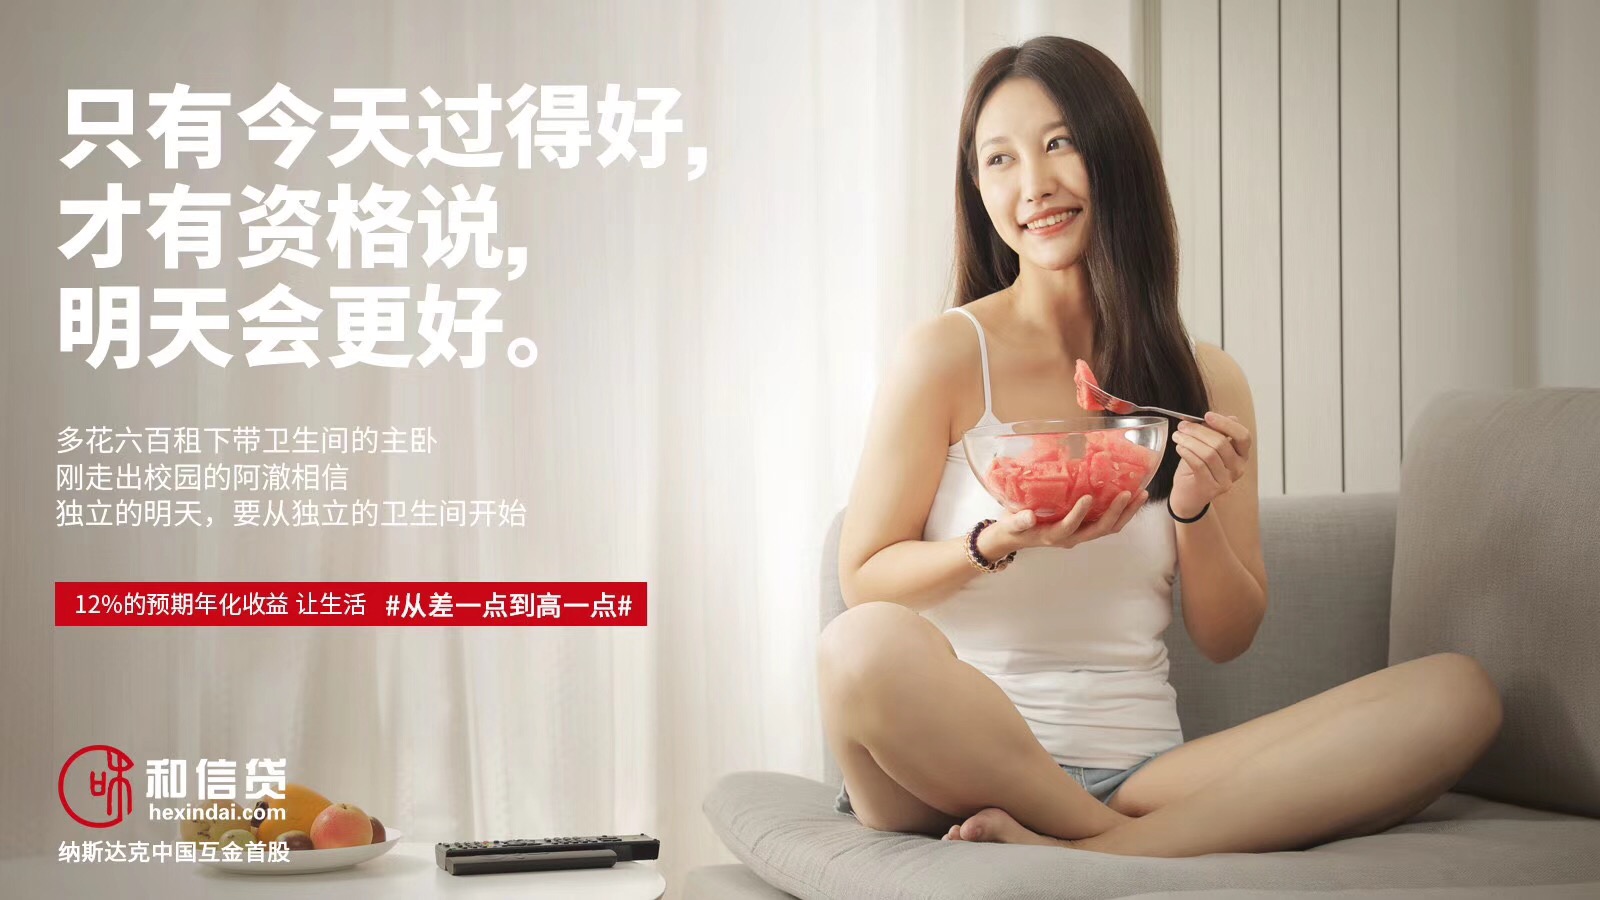 只有今天过得好,
才有资格说,
明天会更好。
多花六百租下带卫生间的主卧
刚走出校园的阿澈相信
独立的明天，要从独立的卫生间开始
12%的预期年化收益 让生活 #从差一点到高一点#
和信贷
hexindai.com
纳斯达克中国互金首股